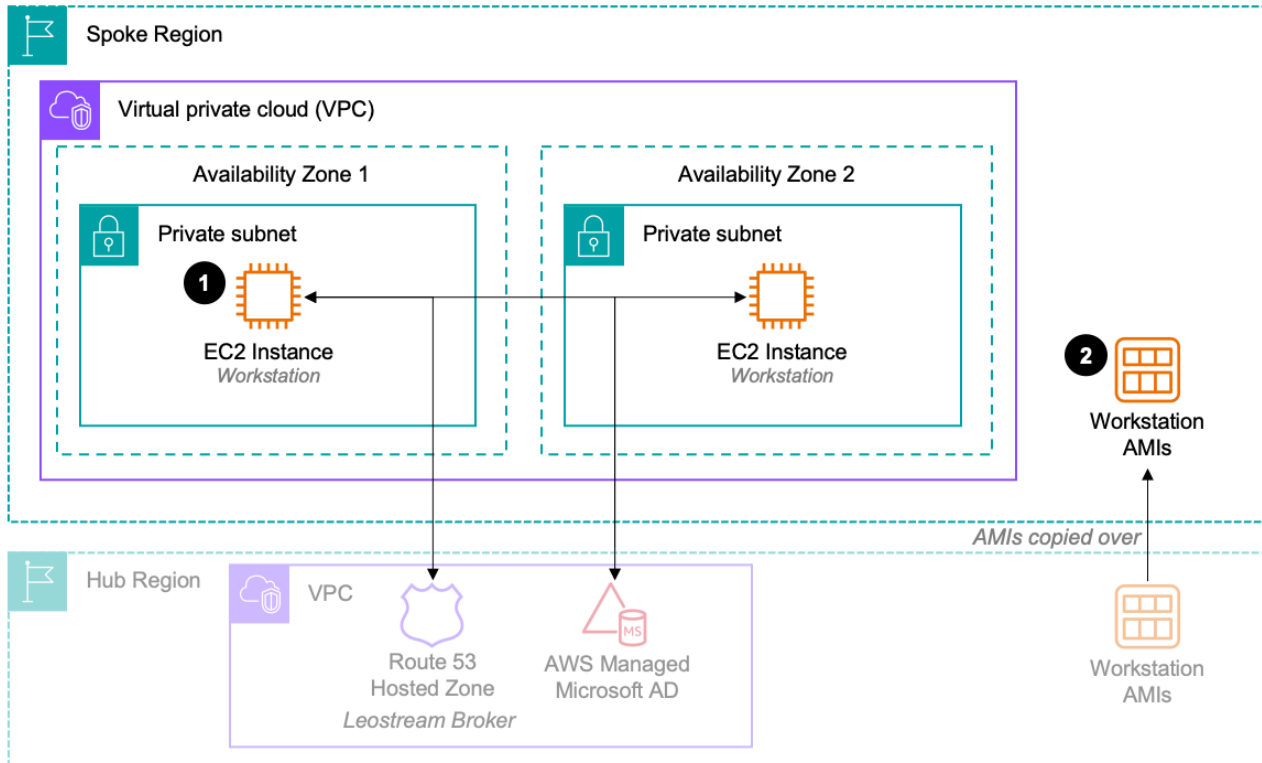 Spoke Region
Virtual private cloud (VPC)
Availability Zone 1
Availability Zone 2
Private subnet
Private subnet
1
EC2 Instance
Workstation
EC2 Instance
Workstation
2
Workstation
AMIs
AMIs copied over
Hub Region
VPC
Route 53
Hosted Zone
Leostream Broker
MS
AWS Managed
Microsoft AD
Workstation
AMIs